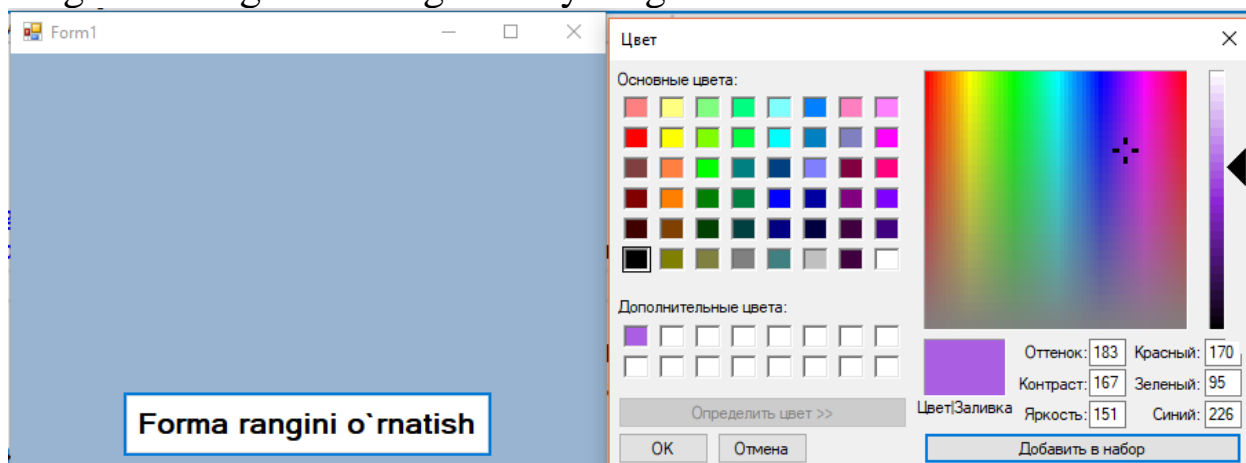 Form1
Forma rangini o`rnatish
Цвет
Основные цвета:
Дополнительные цвета:
Определить цвет >>
OK
Отмена
Цвет|Заливка
Оттенок: 183
Красный: 170
Контраст: 167
Зеленый: 95
Яркость: 151
Синий: 226
Добавить в набор